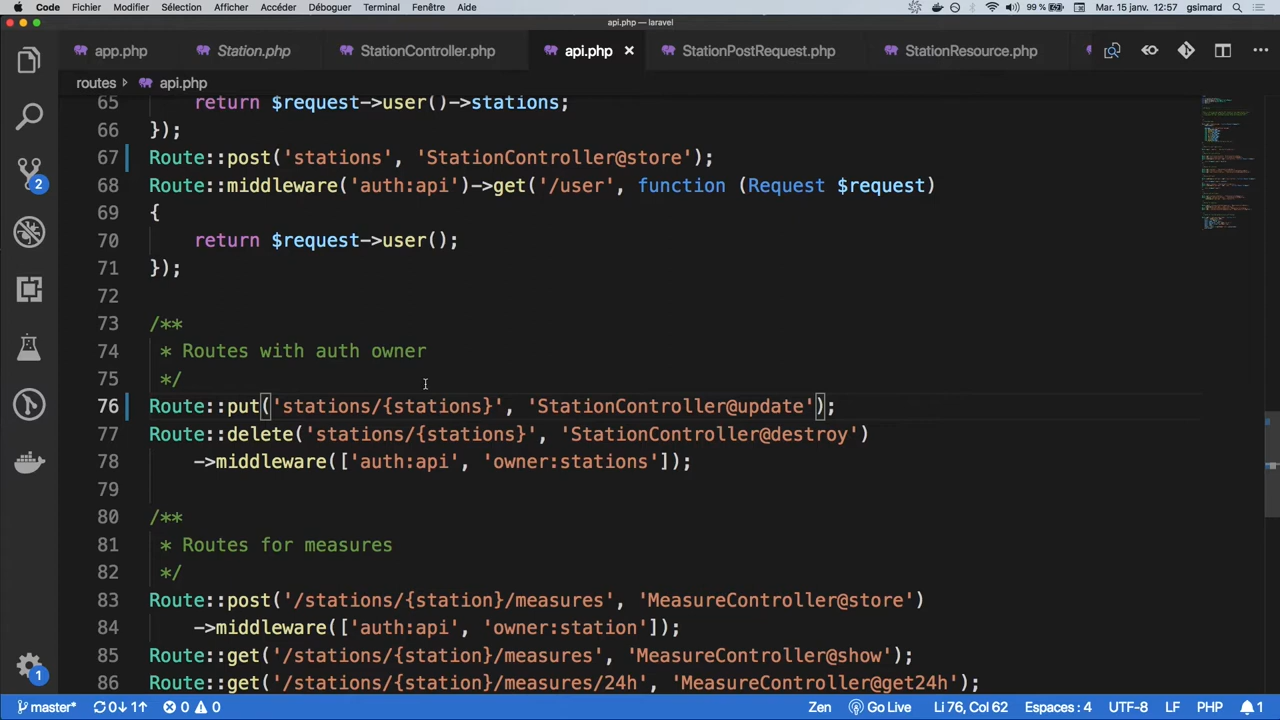 Code Fichier Modifier Sélection Afficher Accéder Déboguer Terminal Fenêtre Aide 99 % Mar. 15 janv. 12:57 gsimard
api.php — laravel
app.php Station.php StationController.php api.php StationPostRequest.php StationResource.php
routes api.php
65 return $request->user()->stations;
66 });
67 Route::post('stations', 'StationController@store');
68 Route::middleware('auth:api')->get('/user', function (Request $request)
69 {
70 return $request->user();
71 });
72
73 /**
74 * Routes with auth owner
75 */
76 Route::put('stations/{stations}', 'StationController@update');
77 Route::delete('stations/{stations}', 'StationController@destroy')
78 ->middleware(['auth:api', 'owner:stations']);
79
80 /**
81 * Routes for measures
82 */
83 Route::post('/stations/{station}/measures', 'MeasureController@store')
84 ->middleware(['auth:api', 'owner:station']);
85 Route::get('/stations/{station}/measures', 'MeasureController@show');
86 Route::get('/stations/{station}/measures/24h', 'MeasureController@get24h');
2
1
master* 0↓ 1↑ 0 0 Zen Go Live Li 76, Col 62 Espaces : 4 UTF-8 LF PHP 1